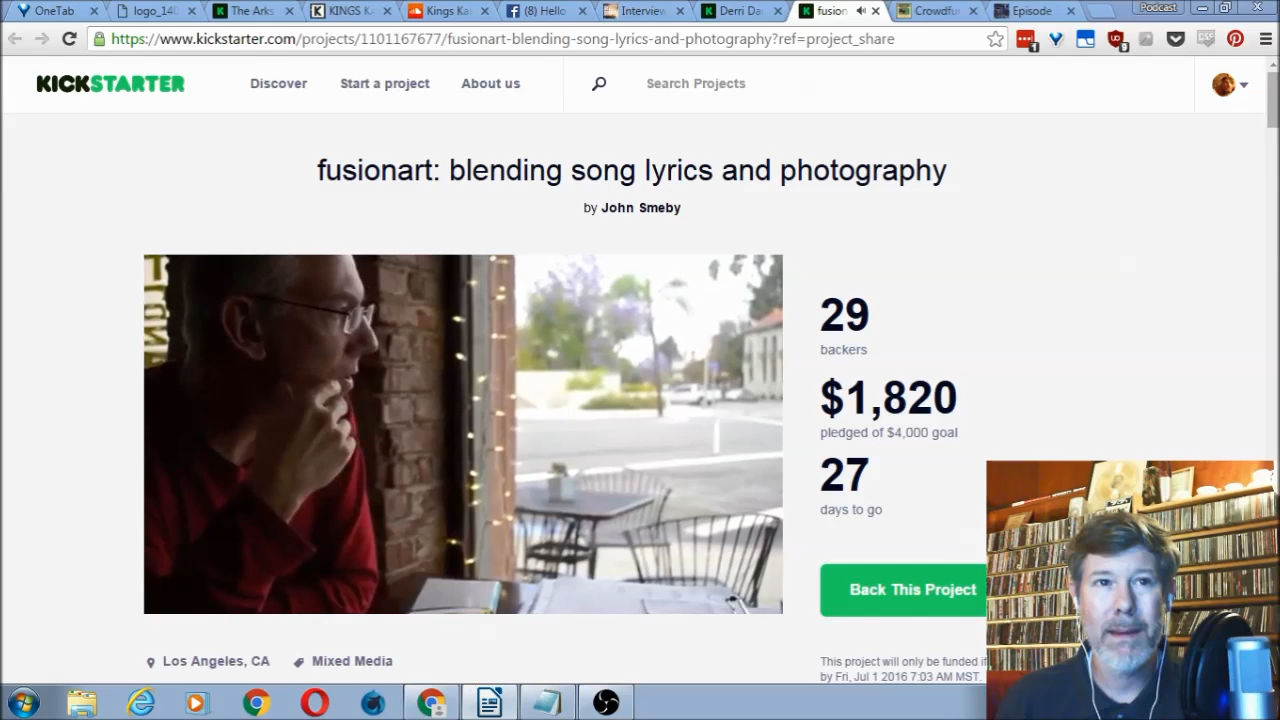 OneTab
logo_140
The Arks
KINGS K
Kings Ka
(8) Hello
Interview
Derri Da
fusion
Crowdfu
Episode
Podcast
https://www.kickstarter.com/projects/1101167677/fusionart-blending-song-lyrics-and-photography?ref=project_share
1
9
KICKSTARTER
Discover
Start a project
About us
Search Projects
fusionart: blending song lyrics and photography
by John Smeby
29
backers
$1,820
pledged of $4,000 goal
27
days to go
Back This Project
Los Angeles, CA
Mixed Media
This project will only be funded if
by Fri, Jul 1 2016 7:03 AM MST.